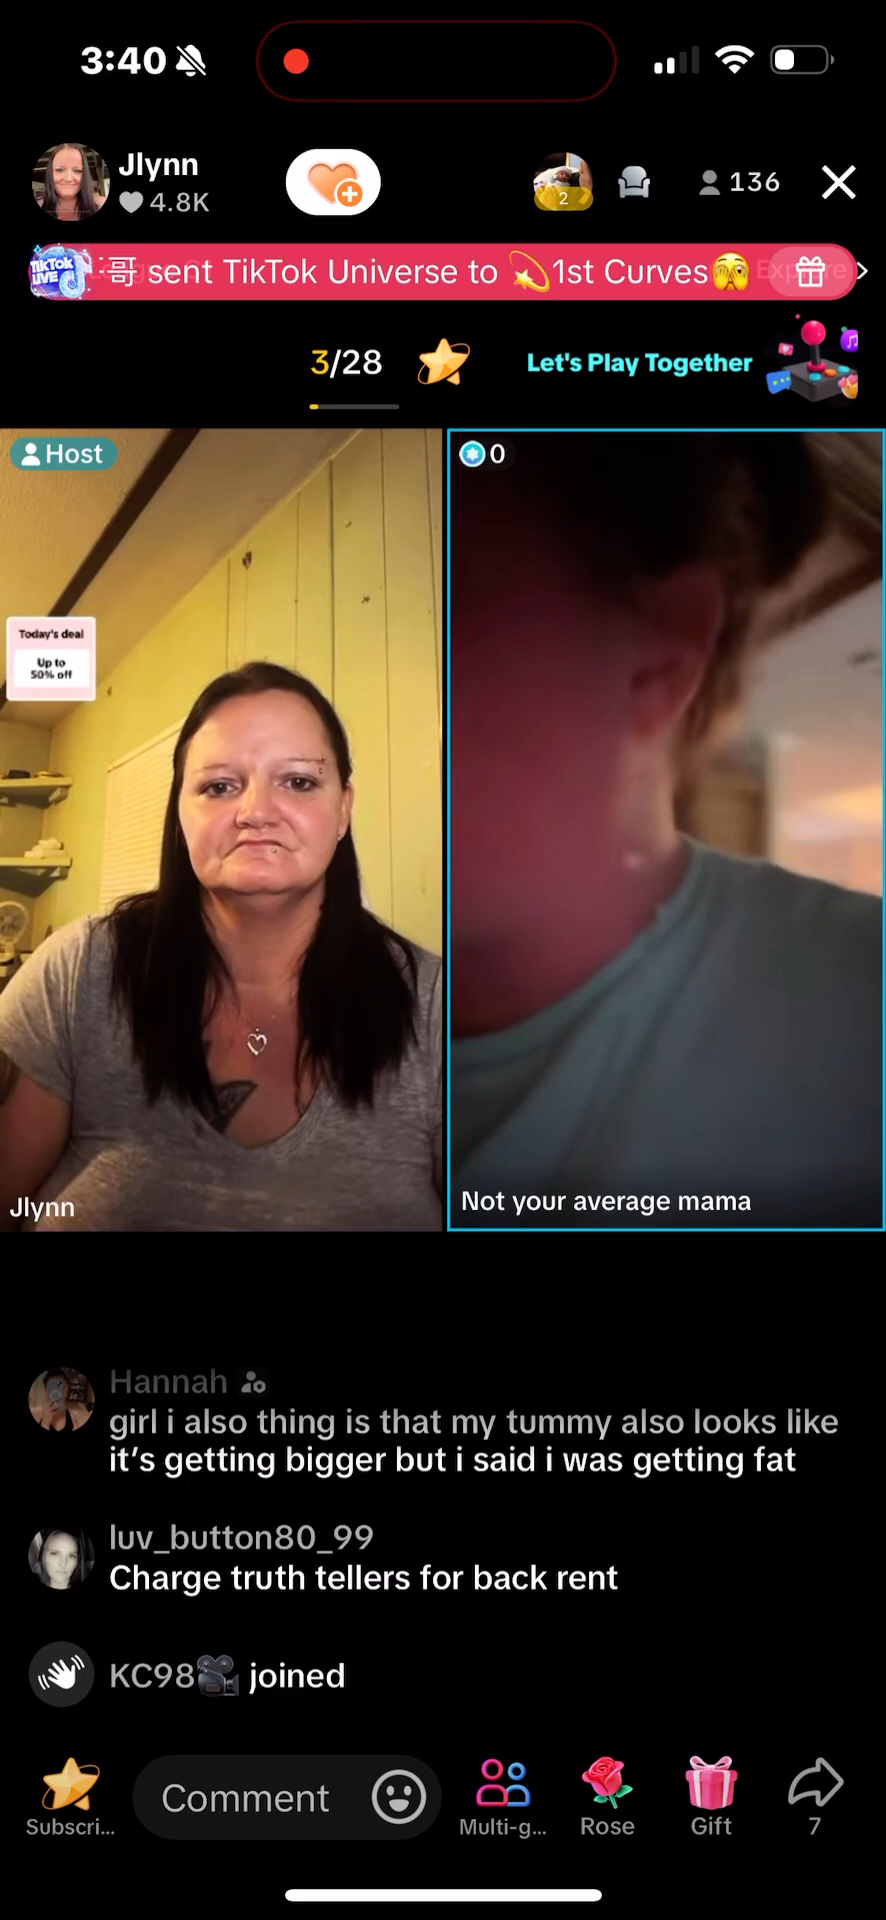 3:40
Jlynn
4.8K
2
136
TikTok
LIVE
哥 sent TikTok Universe to 💫1st Curves🫣
3/28
Let's Play Together
Host
0
Today's deal
Up to
50% off
Jlynn
Not your average mama
Hannah
girl i also thing is that my tummy also looks like
it’s getting bigger but i said i was getting fat
luv_button80_99
Charge truth tellers for back rent
KC98🎥 joined
Comment
Subscri...
Multi-g...
Rose
Gift
7